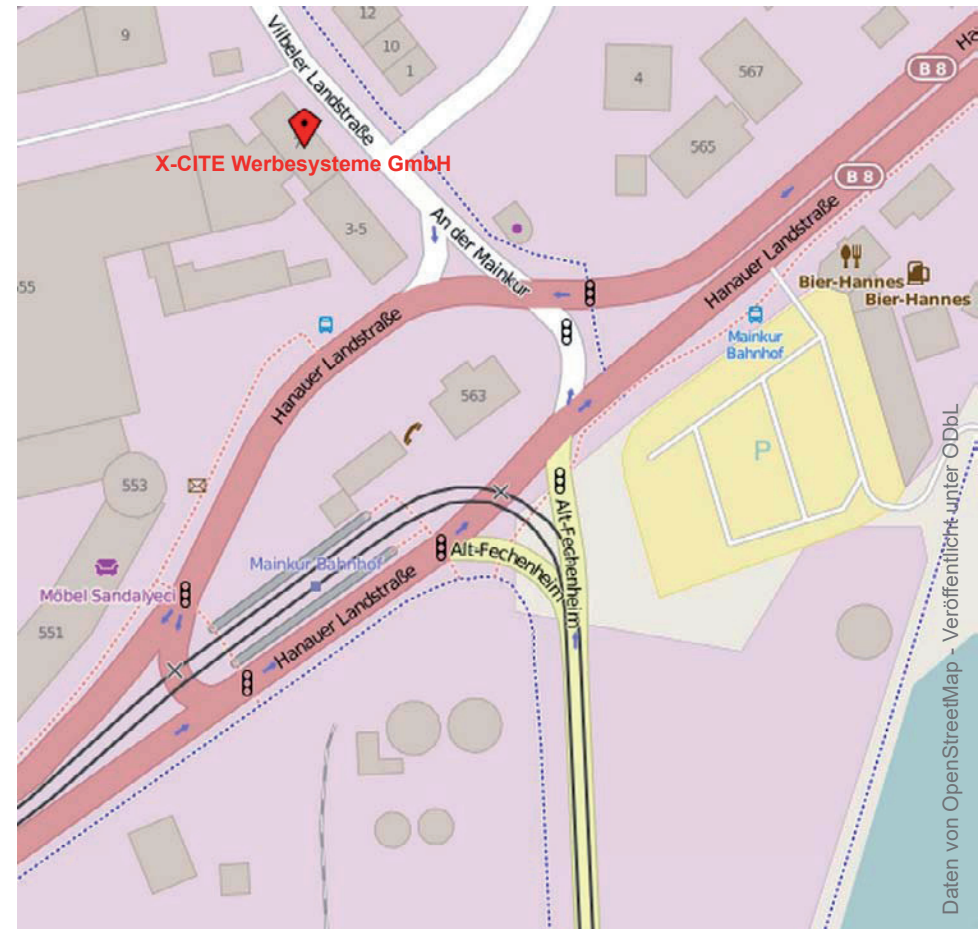 12
9
10
1
Vilbeler Landstraße
4
567
B 8
X-CITE Werbesysteme GmbH
565
B 8
3-5
An der Mainkur
Hanauer Landstraße
Bier-Hannes
Bier-Hannes
Mainkur
Bahnhof
Hanauer Landstraße
563
P
553
Alt-Fechenheim
Alt-Fechenheim
Mainkur Bahnhof
Möbel Sandalyeci
Hanauer Landstraße
551
Daten von OpenStreetMap - Veröffentlicht unter ODbL